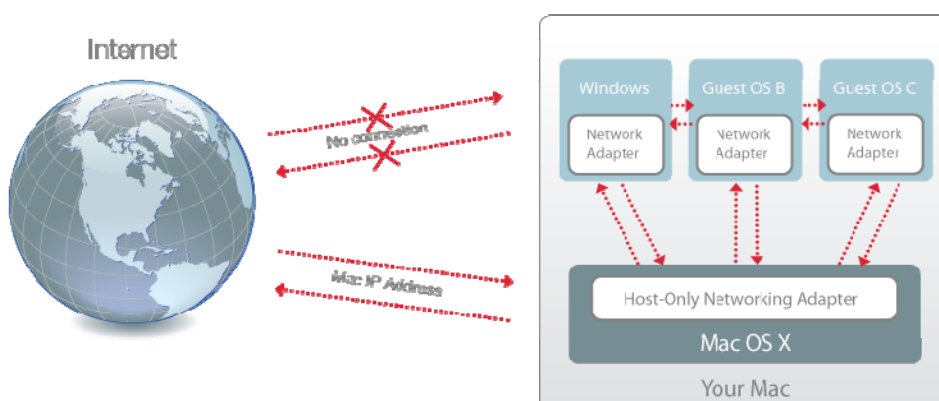 Internet
No connection
Mac IP Address
Windows
Guest OS B
Guest OS C
Network
Adapter
Network
Adapter
Network
Adapter
Host-Only Networking Adapter
Mac OS X
Your Mac